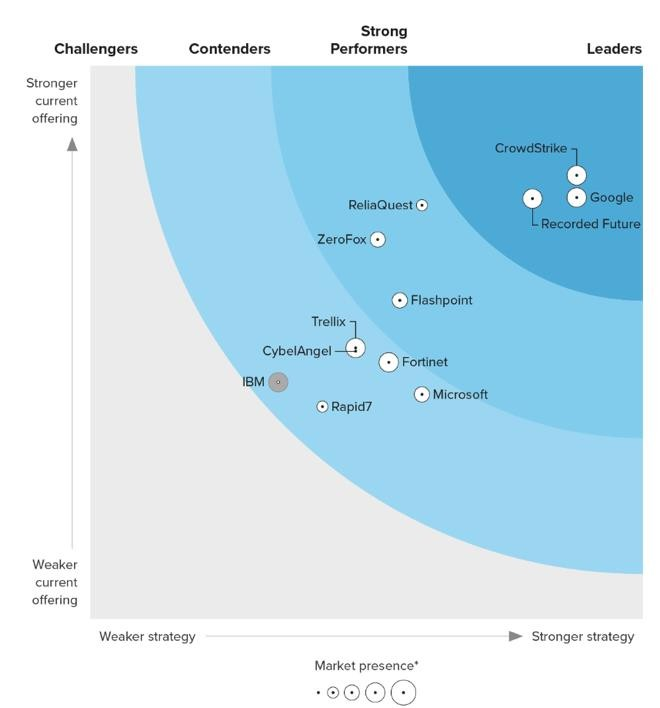 Strong
Challengers
Contenders
Performers
Leaders
Stronger
current
offering
CrowdStrike
Google
ReliaQuest
Recorded Future
ZeroFox
Flashpoint
Trellix
CybelAngel
Fortinet
IBM
Microsoft
Rapid7
Weaker
current
offering
Weaker strategy
Stronger strategy
Market presence*